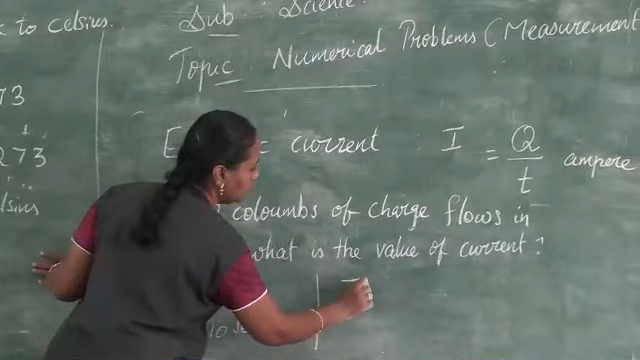 k to celsius.
Sub : Science.
73
Topic : Numerical Problems (Measurement
273
= current I = Q/t ampere
coloumbs of charge flows in
what is the value of current?
10